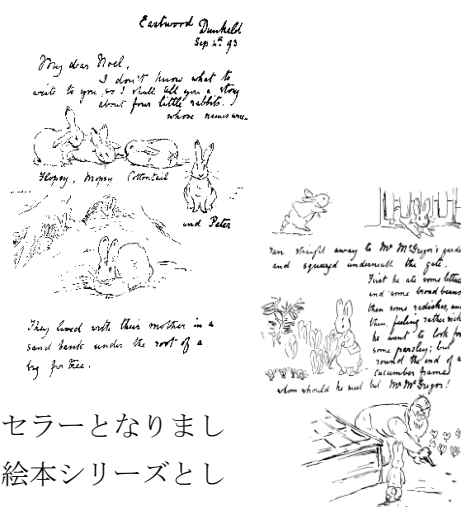 Eastwood Dunkeld
Sep 4th 93
My dear Noel,
I don't know what to
write to you, so I shall tell you a story
about four little rabbits.
whose names were
Flopsy, Mopsy Cottontail
and Peter
They lived with their mother in a
sand bank under the root of a
big fir tree.
ran straight away to Mr McGregor's garde
and squeezed underneath the gate.
First he ate some lettuce
and some broad beans
then some radishes, and
then, feeling rather sick
he went to look for
some parsley; but
round the end of a
cucumber frame
whom should he meet but Mr McGregor!
セラーとなりまし
絵本シリーズとし